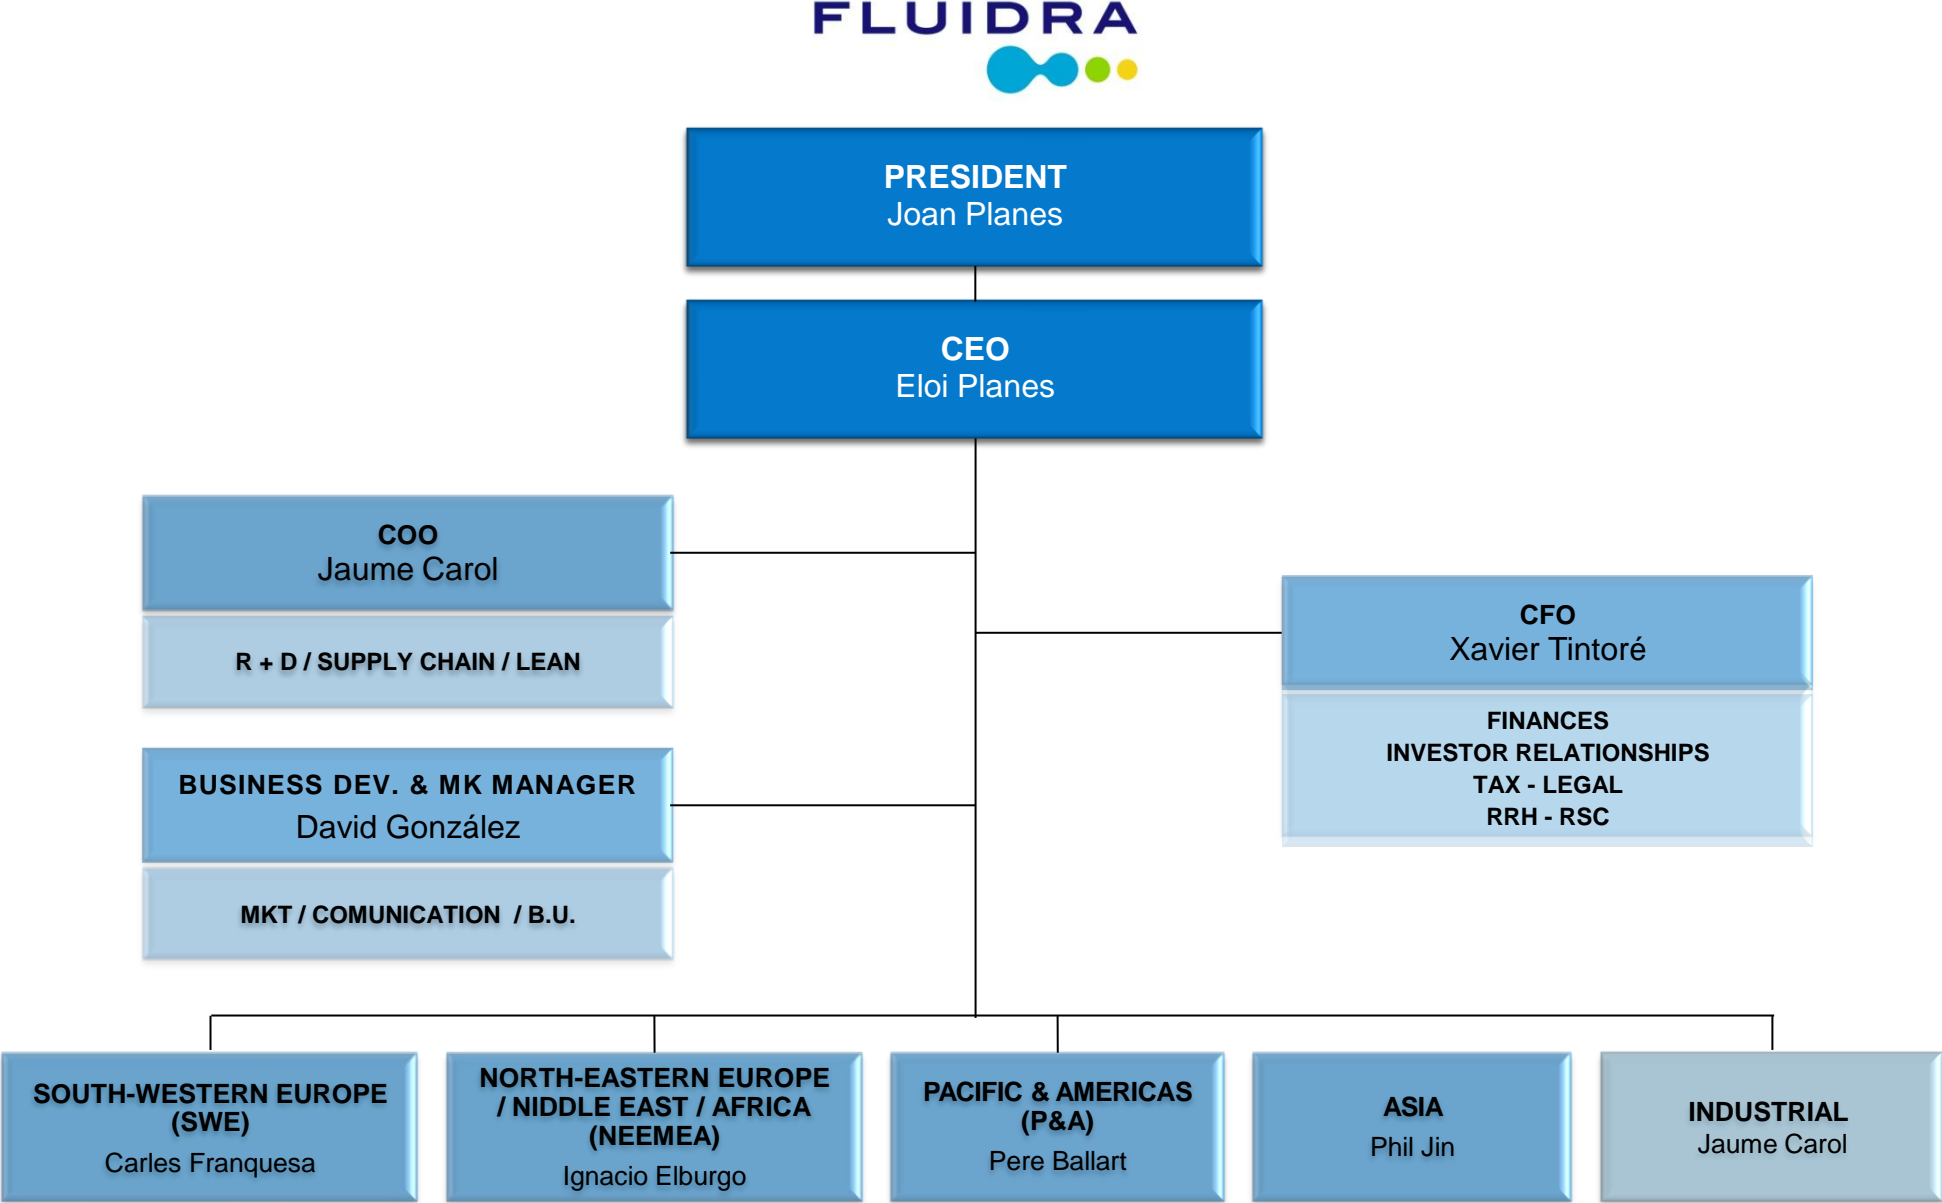 FLUIDRA
PRESIDENT
Joan Planes
CEO
Eloi Planes
COO
Jaume Carol
R + D / SUPPLY CHAIN / LEAN
CFO
Xavier Tintoré
FINANCES
INVESTOR RELATIONSHIPS
TAX - LEGAL
RRH - RSC
BUSINESS DEV. & MK MANAGER
David González
MKT / COMUNICATION / B.U.
SOUTH-WESTERN EUROPE
(SWE)
Carles Franquesa
NORTH-EASTERN EUROPE
/ NIDDLE EAST / AFRICA
(NEEMEA)
Ignacio Elburgo
PACIFIC & AMERICAS
(P&A)
Pere Ballart
ASIA
Phil Jin
INDUSTRIAL
Jaume Carol